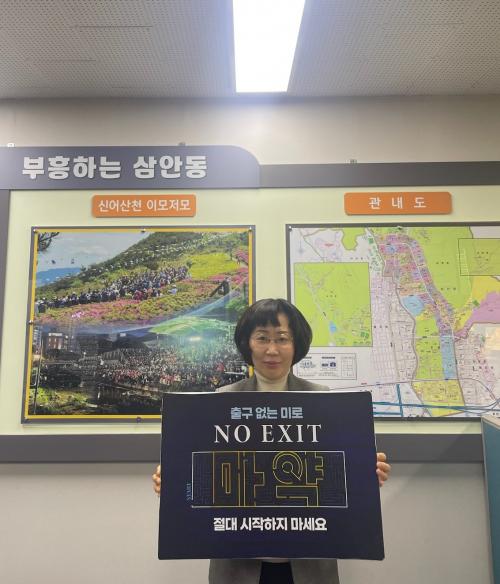 부흥하는 삼안동
신어산천 이모저모
관내도
출구 없는 미로
NO EXIT
마약
절대 시작하지 마세요